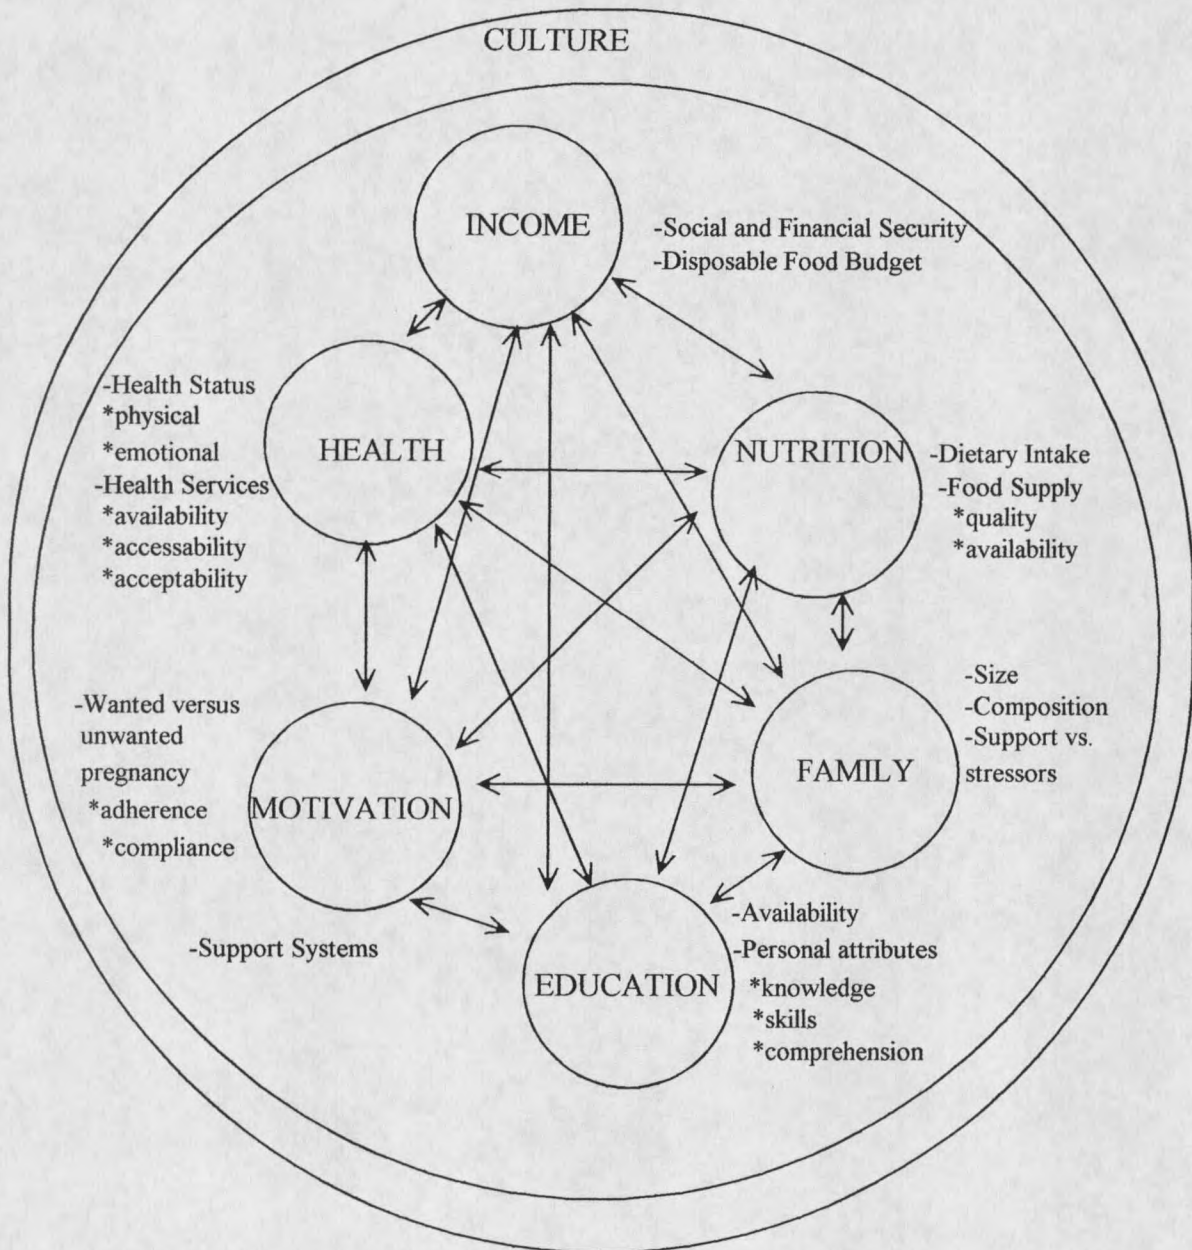 CULTURE
INCOME
-Social and Financial Security
-Disposable Food Budget
-Health Status
*physical
*emotional
-Health Services
*availability
*accessability
*acceptability
HEALTH
NUTRITION
-Dietary Intake
-Food Supply
*quality
*availability
-Wanted versus
unwanted
pregnancy
*adherence
*compliance
MOTIVATION
FAMILY
-Size
-Composition
-Support vs.
stressors
-Support Systems
EDUCATION
-Availability
-Personal attributes
*knowledge
*skills
*comprehension